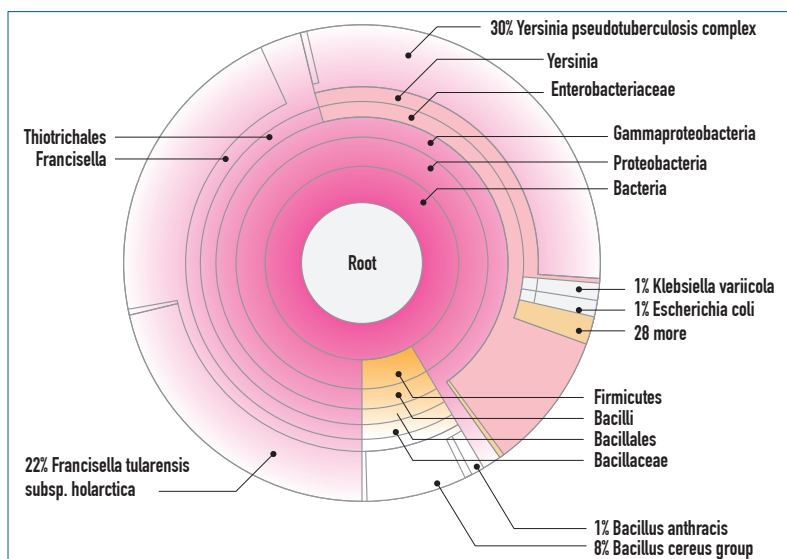 30% Yersinia pseudotuberculosis complex
Yersinia
Enterobacteriaceae
Thiotrichales
Francisella
Gammaproteobacteria
Proteobacteria
Bacteria
Root
1% Klebsiella variicola
1% Escherichia coli
28 more
Firmicutes
Bacilli
Bacillales
Bacillaceae
22% Francisella tularensis
subsp. holarctica
1% Bacillus anthracis
8% Bacillus cereus group